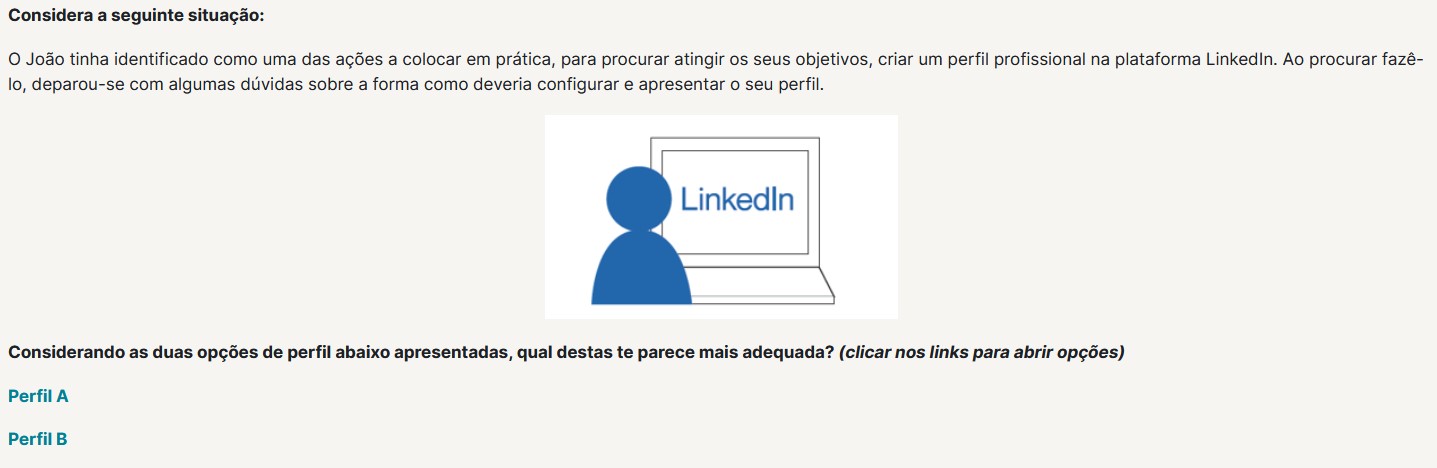 Considera a seguinte situação:
O João tinha identificado como uma das ações a colocar em prática, para procurar atingir os seus objetivos, criar um perfil profissional na plataforma LinkedIn. Ao procurar fazê-
lo, deparou-se com algumas dúvidas sobre a forma como deveria configurar e apresentar o seu perfil.
LinkedIn
Considerando as duas opções de perfil abaixo apresentadas, qual destas te parece mais adequada? (clicar nos links para abrir opções)
Perfil A
Perfil B